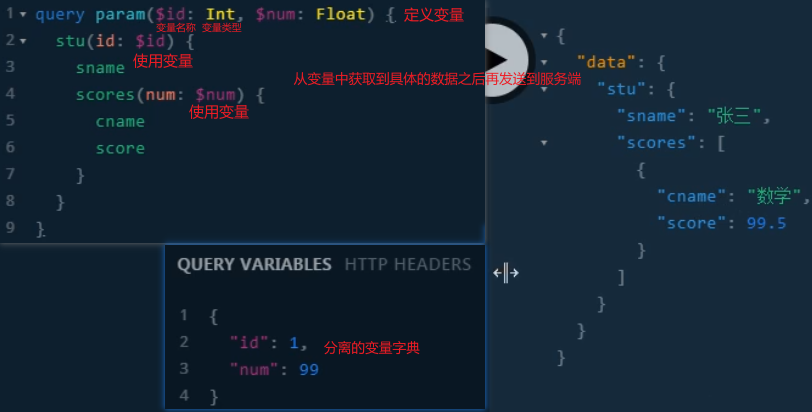 1 query param($id: Int, $num: Float) { 定义变量
变量名称 变量类型
2 stu(id: $id) {
使用变量
3 sname
4 scores(num: $num) {
使用变量
5 cname
6 score
7 }
8 }
9 }
从变量中获取到具体的数据之后再发送到服务端
QUERY VARIABLES HTTP HEADERS
1 {
2 "id": 1,
分离的变量字典
3 "num": 99
4 }
{
"data": {
"stu": {
"sname": "张三",
"scores": [
{
"cname": "数学",
"score": 99.5
}
]
}
}
}